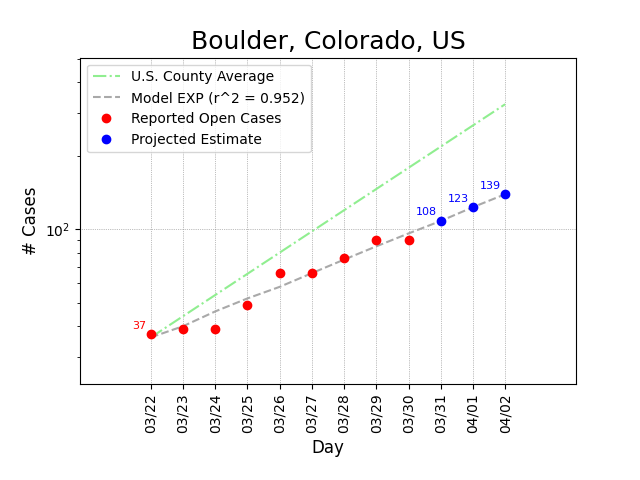 Boulder, Colorado, US
U.S. County Average
Model EXP (r^2 = 0.952)
Reported Open Cases
Projected Estimate
# Cases
10²
37
108
123
139
03/22
03/23
03/24
03/25
03/26
03/27
03/28
03/29
03/30
03/31
04/01
04/02
Day